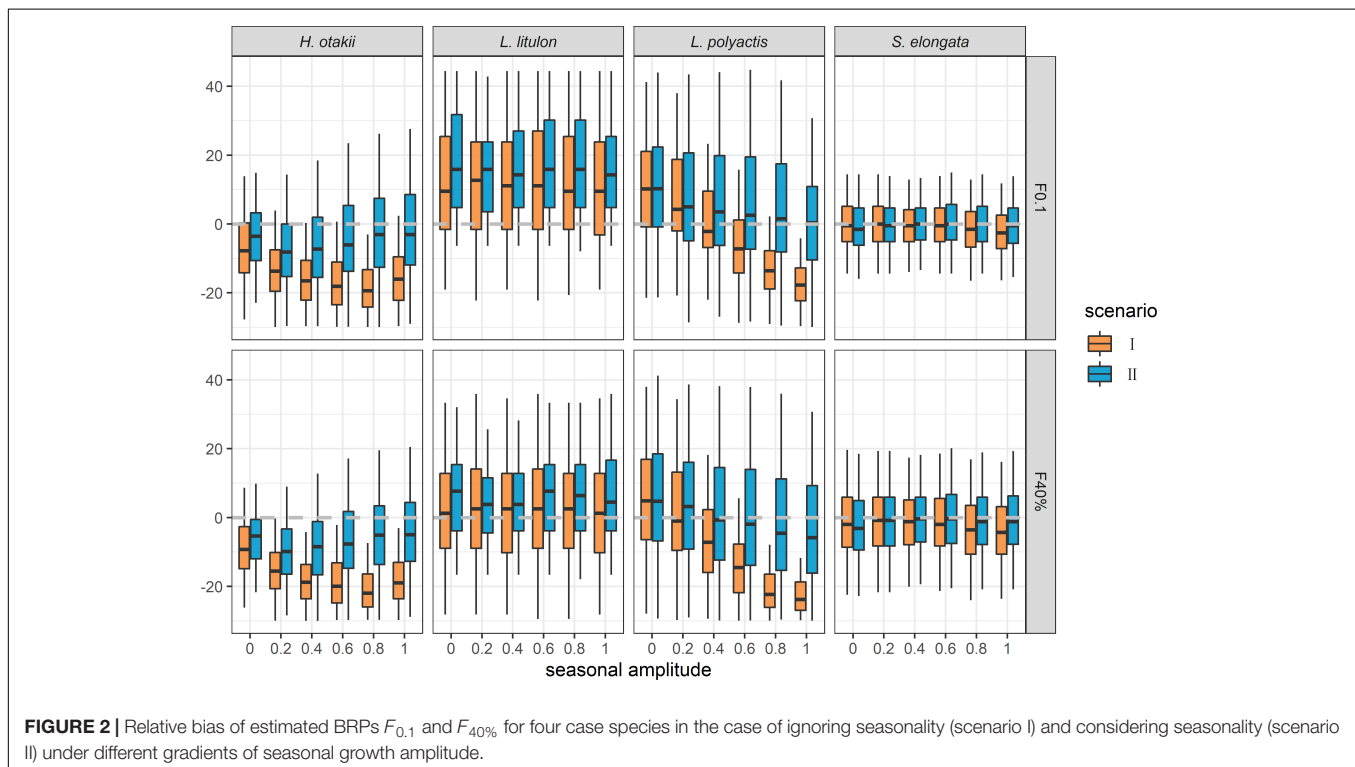 H. otakii L. litulon L. polyactis S. elongata
40
20
0
-20
F0.1
40
20
0
-20
F40%
0 0.2 0.4 0.6 0.8 1 0 0.2 0.4 0.6 0.8 1 0 0.2 0.4 0.6 0.8 1 0 0.2 0.4 0.6 0.8 1
seasonal amplitude
scenario
I
II
FIGURE 2 | Relative bias of estimated BRPs F0.1 and F40% for four case species in the case of ignoring seasonality (scenario I) and considering seasonality (scenario
II) under different gradients of seasonal growth amplitude.